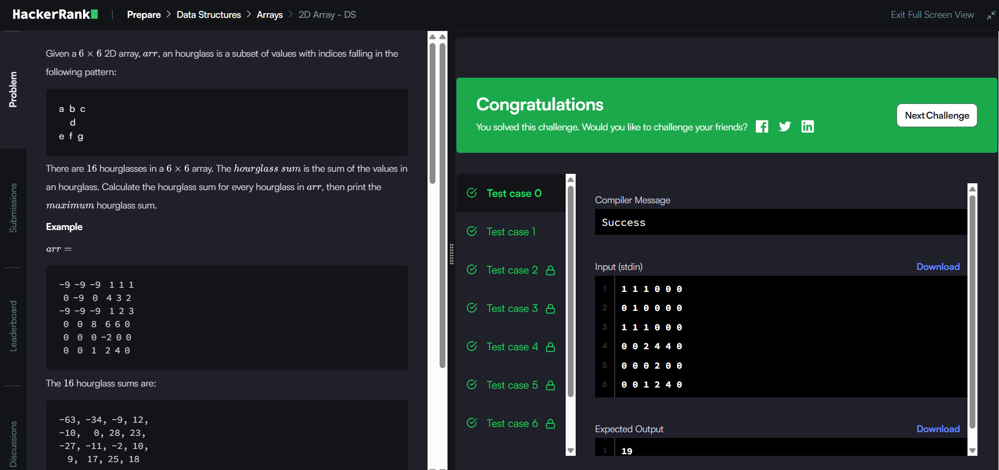 HackerRank
Prepare > Data Structures > Arrays > 2D Array - DS
Exit Full Screen View
Problem
Submissions
Leaderboard
Discussions
Given a 6 × 6 2D array, arr, an hourglass is a subset of values with indices falling in the
following pattern:
a b c
d
e f g
There are 16 hourglasses in a 6 × 6 array. The hourglass sum is the sum of the values in
an hourglass. Calculate the hourglass sum for every hourglass in arr, then print the
maximum hourglass sum.
Example
arr =
-9 -9 -9 1 1 1
0 -9 0 4 3 2
-9 -9 -9 1 2 3
0 0 8 6 6 0
0 0 0 -2 0 0
0 0 1 2 4 0
The 16 hourglass sums are:
-63, -34, -9, 12,
-10, 0, 28, 23,
-27, -11, -2, 10,
9, 17, 25, 18
Congratulations
You solved this challenge. Would you like to challenge your friends?
Next Challenge
Test case 0
Test case 1
Test case 2
Test case 3
Test case 4
Test case 5
Test case 6
Compiler Message
Success
Input (stdin)
Download
1 1 1 1 0 0 0
2 0 1 0 0 0 0
3 1 1 1 0 0 0
4 0 0 2 4 4 0
5 0 0 0 2 0 0
6 0 0 1 2 4 0
Expected Output
Download
1 19